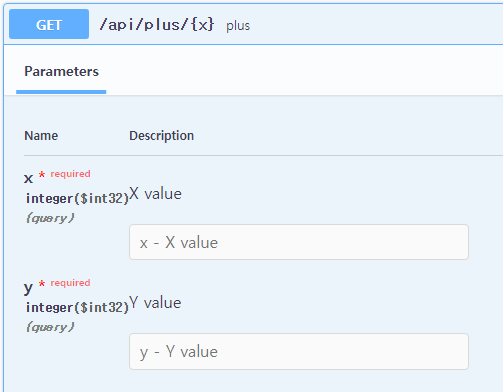 GET /api/plus/{x} plus
Parameters
Name Description
x * required
integer($int32) X value
(query)
x - X value
y * required
integer($int32) Y value
(query)
y - Y value